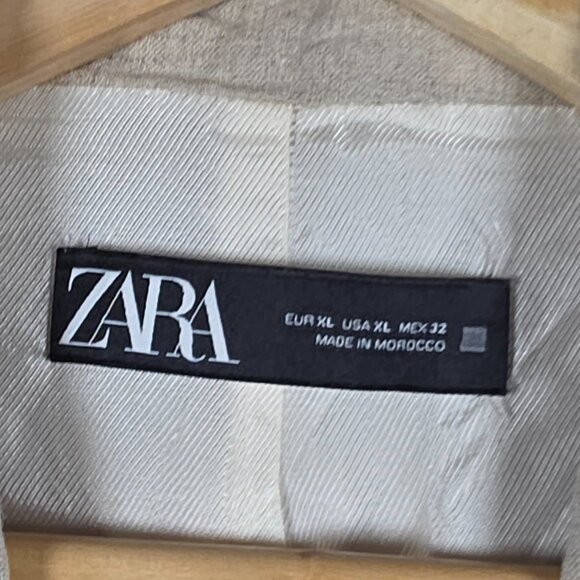 ZARA
EUR XL USA XL MEX 32
MADE IN MOROCCO